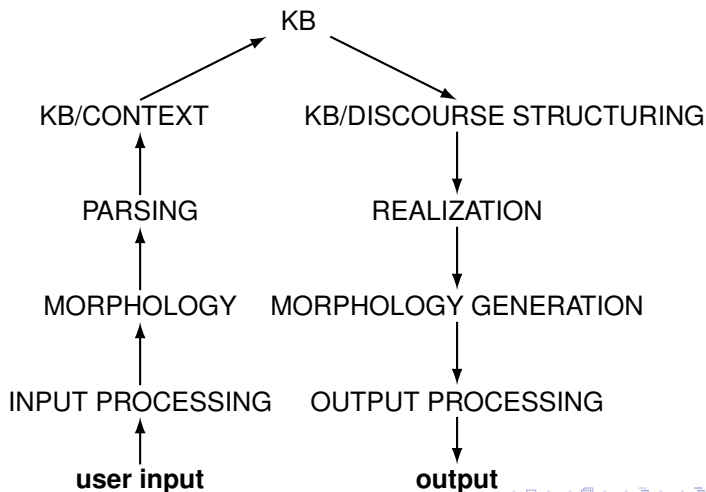 KB
KB/CONTEXT KB/DISCOURSE STRUCTURING
PARSING REALIZATION
MORPHOLOGY MORPHOLOGY GENERATION
INPUT PROCESSING OUTPUT PROCESSING
user input output